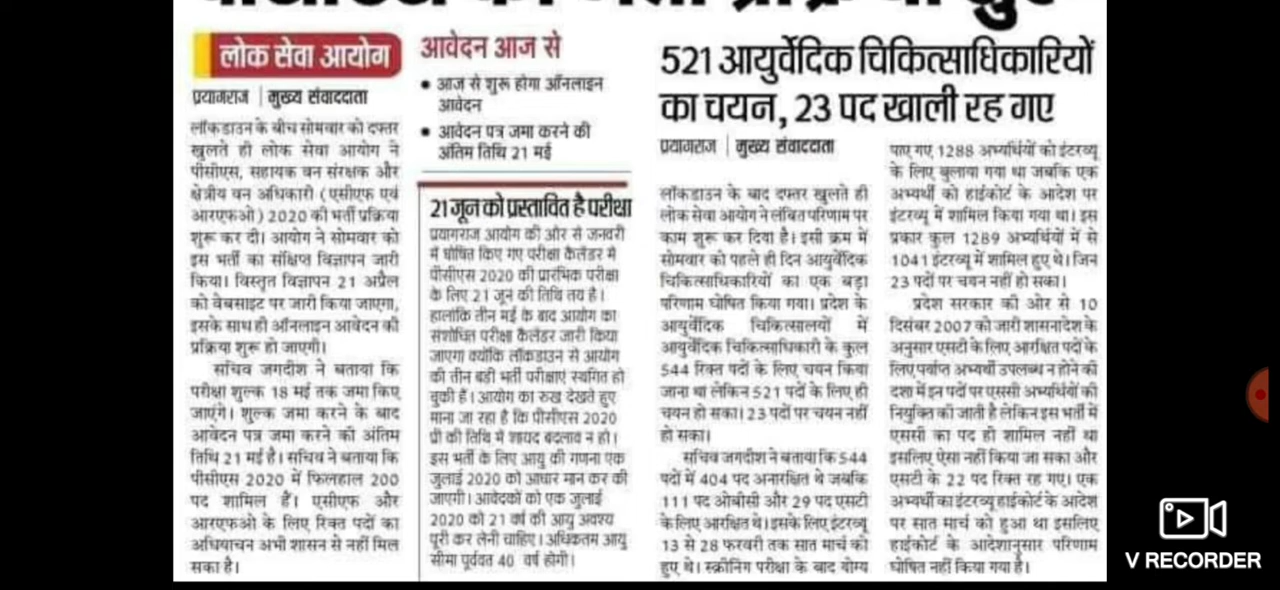 लोक सेवा आयोग
प्रयागराज | मुख्य संवाददाता
लॉकडाउन के बीच सोमवार को दफ्तर
खुलते ही लोक सेवा आयोग ने
पीसीएस, सहायक वन संरक्षक और
क्षेत्रीय वन अधिकारी (एसीएफ एवं
आरएफओ) 2020 की भर्ती प्रक्रिया
शुरू कर दी। आयोग ने सोमवार को
इस भर्ती का संक्षिप्त विज्ञापन जारी
किया। विस्तृत विज्ञापन 21 अप्रैल
को वेबसाइट पर जारी किया जाएगा,
इसके साथ ही ऑनलाइन आवेदन की
प्रक्रिया शुरू हो जाएगी।
सचिव जगदीश ने बताया कि
परीक्षा शुल्क 18 मई तक जमा किए
जाएंगे। शुल्क जमा करने के बाद
आवेदन पत्र जमा करने की अंतिम
तिथि 21 मई है। सचिव ने बताया कि
पीसीएस 2020 में फिलहाल 200
पद शामिल हैं। एसीएफ और
आरएफओ के लिए रिक्त पदों का
अधियाचन अभी शासन से नहीं मिल
सका है।
आवेदन आज से
• आज से शुरू होगा ऑनलाइन
आवेदन
• आवेदन पत्र जमा करने की
अंतिम तिथि 21 मई
21 जून को प्रस्तावित है परीक्षा
प्रयागराज आयोग की ओर से जनवरी
में घोषित किए गए परीक्षा कैलेंडर में
पीसीएस 2020 की प्रारंभिक परीक्षा
के लिए 21 जून की तिथि तय है।
हालांकि तीन मई के बाद आयोग का
संशोधित परीक्षा कैलेंडर जारी किया
जाएगा क्योंकि लॉकडाउन से आयोग
की तीन बड़ी भर्ती परीक्षाएं स्थगित हो
चुकी हैं। आयोग का रुख देखते हुए
माना जा रहा है कि पीसीएस 2020
प्री की तिथि में शायद बदलाव न हो।
इस भर्ती के लिए आयु की गणना एक
जुलाई 2020 को आधार मान कर की
जाएगी। आवेदकों को एक जुलाई
2020 को 21 वर्ष की आयु अवश्य
पूरी कर लेनी चाहिए। अधिकतम आयु
सीमा पूर्ववत 40 वर्ष होगी।
521 आयुर्वेदिक चिकित्साधिकारियों
का चयन, 23 पद खाली रह गए
प्रयागराज | मुख्य संवाददाता
लॉकडाउन के बाद दफ्तर खुलते ही
लोक सेवा आयोग ने लंबित परिणाम पर
काम शुरू कर दिया है। इसी क्रम में
सोमवार को पहले ही दिन आयुर्वेदिक
चिकित्साधिकारियों का एक बड़ा
परिणाम घोषित किया गया। प्रदेश के
आयुर्वेदिक चिकित्सालयों में
आयुर्वेदिक चिकित्साधिकारी के कुल
544 रिक्त पदों के लिए चयन किया
जाना था लेकिन 521 पदों के लिए ही
चयन हो सका। 23 पदों पर चयन नहीं
हो सका।
सचिव जगदीश ने बताया कि 544
पदों में 404 पद अनारक्षित थे जबकि
111 पद ओबीसी और 29 पद एसटी
के लिए आरक्षित थे। इसके लिए इंटरव्यू
13 से 28 फरवरी तक सात मार्च को
हुए थे। स्क्रीनिंग परीक्षा के बाद योग्य
पाए गए 1288 अभ्यर्थियों को इंटरव्यू
के लिए बुलाया गया था जबकि एक
अभ्यर्थी को हाईकोर्ट के आदेश पर
इंटरव्यू में शामिल किया गया था। इस
प्रकार कुल 1289 अभ्यर्थियों में से
1041 इंटरव्यू में शामिल हुए थे। जिन
23 पदों पर चयन नहीं हो सका।
प्रदेश सरकार की ओर से 10
दिसंबर 2007 को जारी शासनादेश के
अनुसार एसटी के लिए आरक्षित पदों के
लिए पर्याप्त अभ्यर्थी उपलब्ध न होने की
दशा में इन पदों पर एससी अभ्यर्थियों की
नियुक्ति की जाती है लेकिन इस भर्ती में
एससी का पद ही शामिल नहीं था
इसलिए ऐसा नहीं किया जा सका और
एसटी के 22 पद रिक्त रह गए। एक
अभ्यर्थी का इंटरव्यू हाईकोर्ट के आदेश
पर सात मार्च को हुआ था इसलिए
हाईकोर्ट के आदेशानुसार परिणाम
घोषित नहीं किया गया है।
V RECORDER